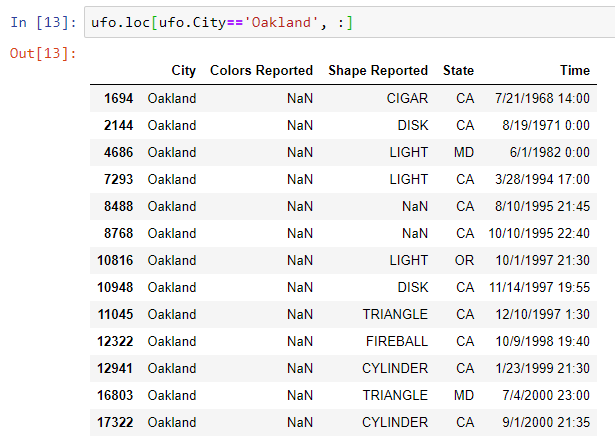 In [13]: ufo.loc[ufo.City=='Oakland', :]
Out[13]:
City Colors Reported Shape Reported State Time
1694 Oakland NaN CIGAR CA 7/21/1968 14:00
2144 Oakland NaN DISK CA 8/19/1971 0:00
4686 Oakland NaN LIGHT MD 6/1/1982 0:00
7293 Oakland NaN LIGHT CA 3/28/1994 17:00
8488 Oakland NaN NaN CA 8/10/1995 21:45
8768 Oakland NaN NaN CA 10/10/1995 22:40
10816 Oakland NaN LIGHT OR 10/1/1997 21:30
10948 Oakland NaN DISK CA 11/14/1997 19:55
11045 Oakland NaN TRIANGLE CA 12/10/1997 1:30
12322 Oakland NaN FIREBALL CA 10/9/1998 19:40
12941 Oakland NaN CYLINDER CA 1/23/1999 21:30
16803 Oakland NaN TRIANGLE MD 7/4/2000 23:00
17322 Oakland NaN CYLINDER CA 9/1/2000 21:35